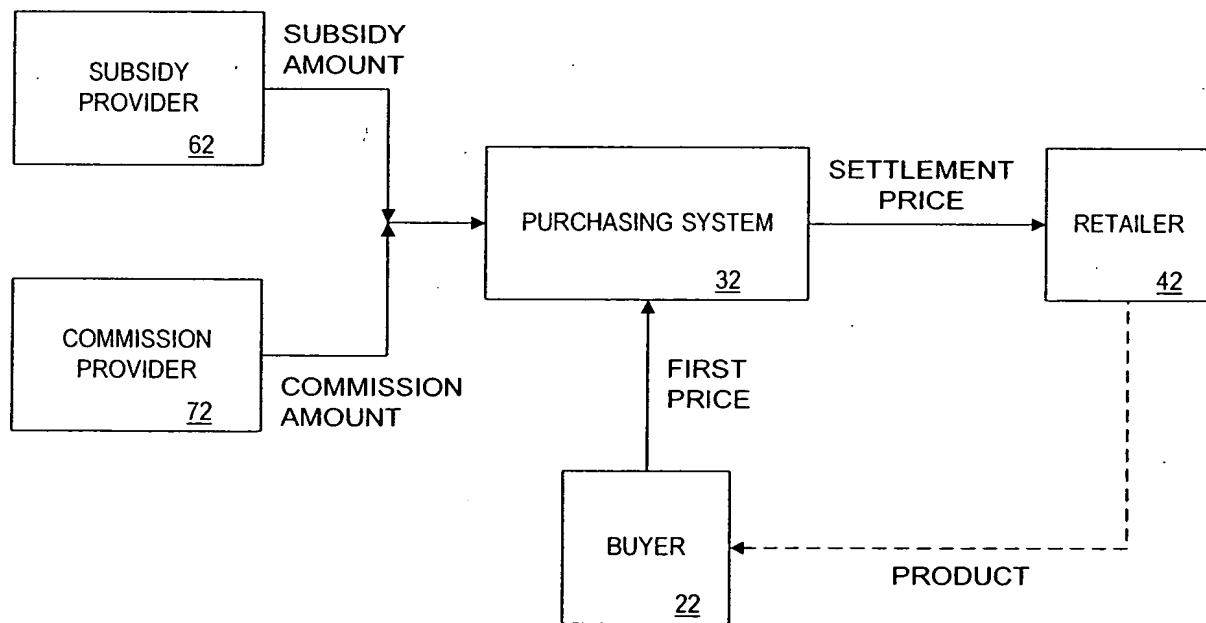 SUBSIDY
PROVIDER
62
SUBSIDY
AMOUNT
COMMISSION
PROVIDER
72
COMMISSION
AMOUNT
PURCHASING SYSTEM
32
SETTLEMENT
PRICE
RETAILER
42
FIRST
PRICE
BUYER
22
PRODUCT